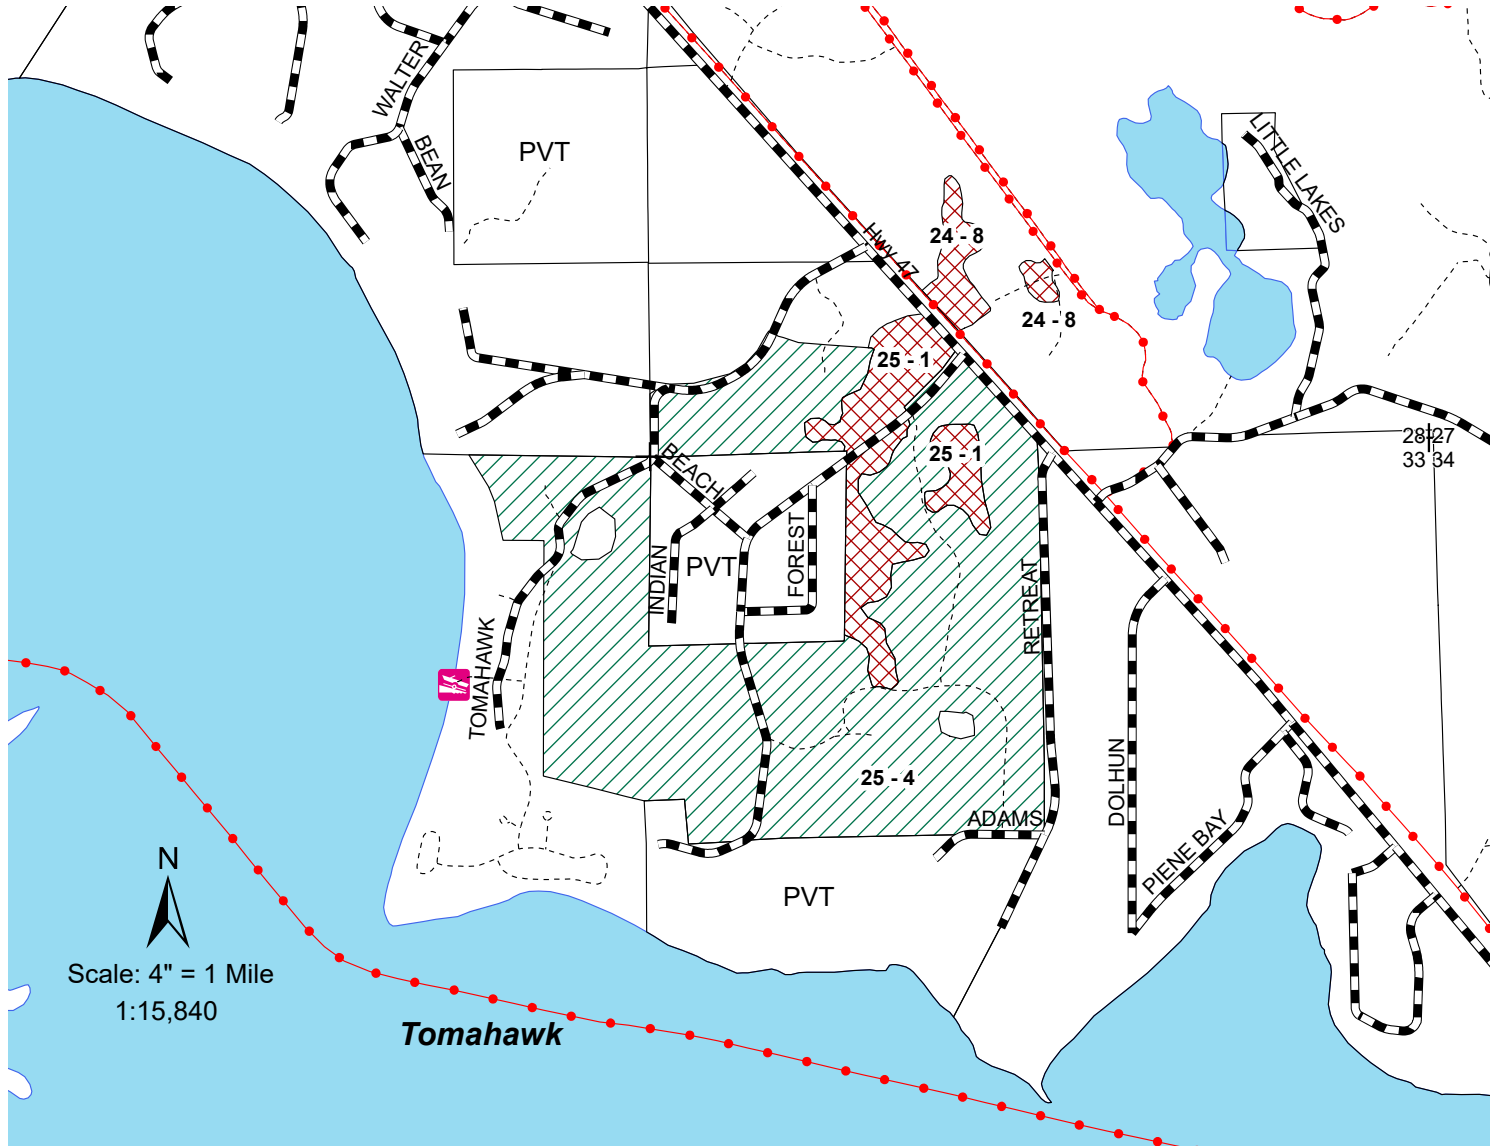 WALTER
BEAN
PVT
LITTLE LAKES
Hwy 47
24 - 8
24 - 8
25 - 1
25 - 1
28 27
33 34
BEACH
INDIAN
PVT
FOREST
RETREAT
TOMAHAWK
DOLHUN
25 - 4
ADAMS
PIENE BAY
PVT
N
Scale: 4" = 1 Mile
1:15,840
Tomahawk